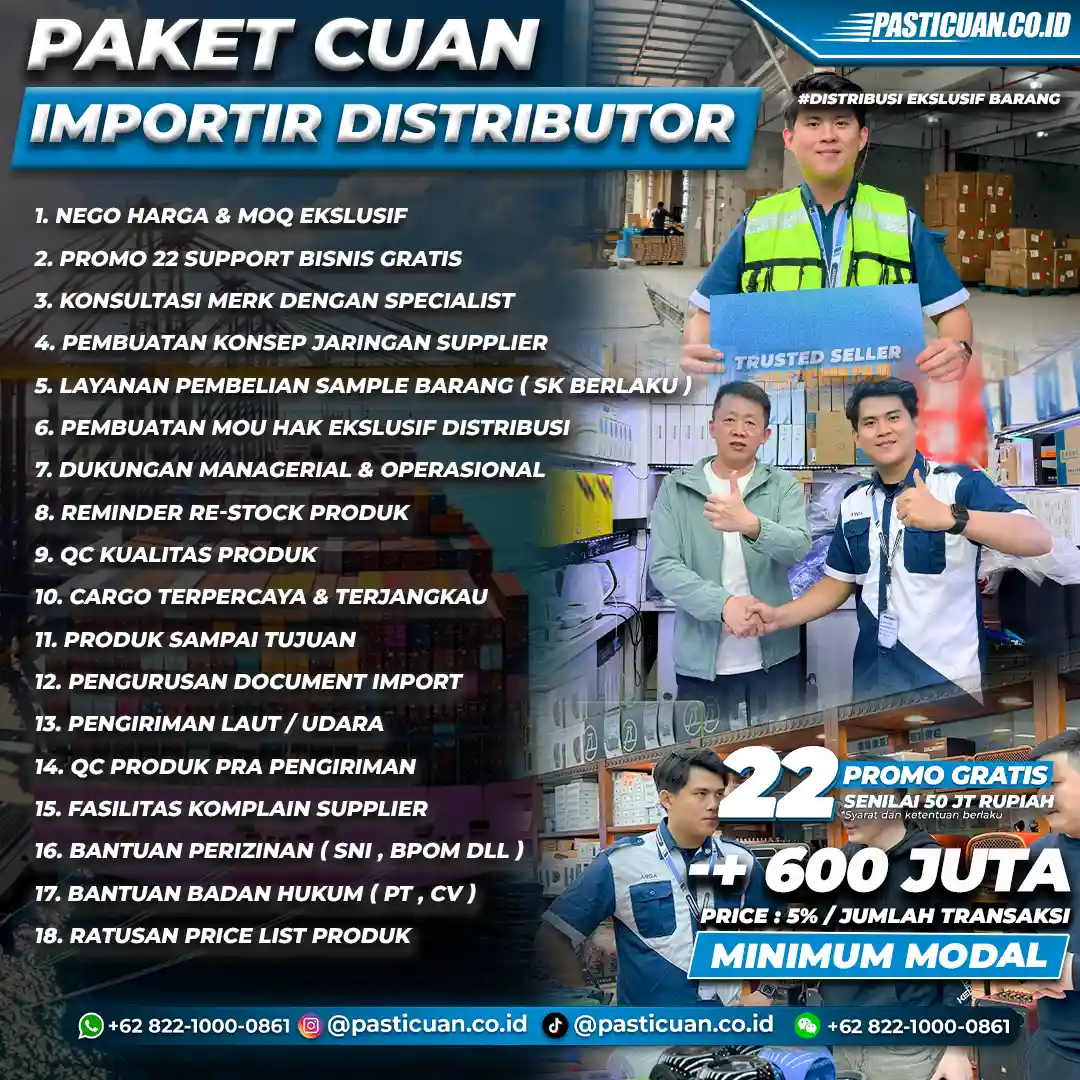 PAKET CUAN
IMPORTIR DISTRIBUTOR
PASTICUAN.CO.ID
#DISTRIBUSI EKSLUSIF BARANG
1. NEGO HARGA & MOQ EKSLUSIF
2. PROMO 22 SUPPORT BISNIS GRATIS
3. KONSULTASI MERK DENGAN SPECIALIST
4. PEMBUATAN KONSEP JARINGAN SUPPLIER
5. LAYANAN PEMBELIAN SAMPLE BARANG ( SK BERLAKU )
6. PEMBUATAN MOU HAK EKSLUSIF DISTRIBUSI
7. DUKUNGAN MANAGERIAL & OPERASIONAL
8. REMINDER RE-STOCK PRODUK
9. QC KUALITAS PRODUK
10. CARGO TERPERCAYA & TERJANGKAU
11. PRODUK SAMPAI TUJUAN
12. PENGURUSAN DOCUMENT IMPORT
13. PENGIRIMAN LAUT / UDARA
14. QC PRODUK PRA PENGIRIMAN
15. FASILITAS KOMPLAIN SUPPLIER
16. BANTUAN PERIZINAN ( SNI , BPOM DLL )
17. BANTUAN BADAN HUKUM ( PT , CV )
18. RATUSAN PRICE LIST PRODUK
TRUSTED SELLER
PASTICUAN.CO.ID
22 PROMO GRATIS
SENILAI 50 JT RUPIAH
*Syarat dan ketentuan berlaku
-+ 600 JUTA
PRICE : 5% / JUMLAH TRANSAKSI
MINIMUM MODAL
+62 822-1000-0861 @pasticuan.co.id @pasticuan.co.id +62 822-1000-0861